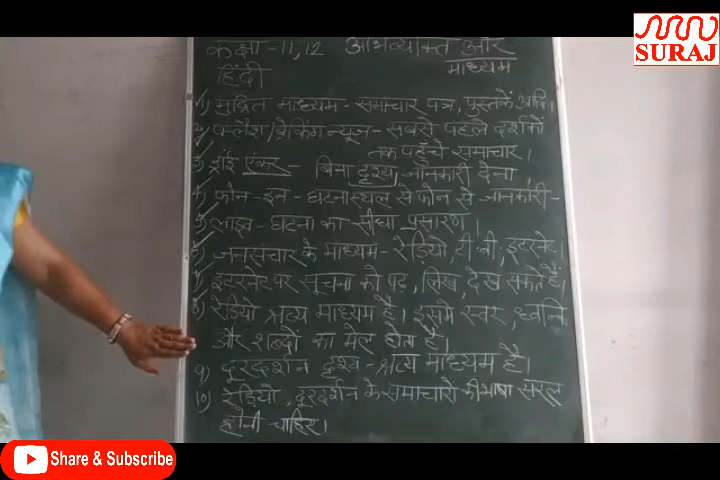 कक्षा-11,12 अभिव्यक्ति और
हिंदी माध्यम
SURAJ
1) मुद्रित माध्यम - समाचार पत्र, पुस्तकें आदि।
2) फ्लैश/ब्रेकिंग न्यूज - सबसे पहले दर्शकों
तक पहुँचे समाचार।
3) ड्राई एंकर - बिना दृश्य, जानकारी देना,
4) फोन-इन - घटनास्थल से फोन से जानकारी-
5) लाइव - घटना का सीधा प्रसारण।
6) जनसंचार के माध्यम - रेडियो, टी.वी, इंटरनेट,
7) इंटरनेट पर सूचना को पढ़, लिख, देख सकते हैं।
8) रेडियो श्रव्य माध्यम है। इसमे स्वर, ध्वनि
और शब्दों का मेल होता है।
9) दूरदर्शन दृश्य - श्रव्य माध्यम है।
10) रेडियो, दूरदर्शन के समाचारों की भाषा सरल
होनी चाहिए।
Share & Subscribe